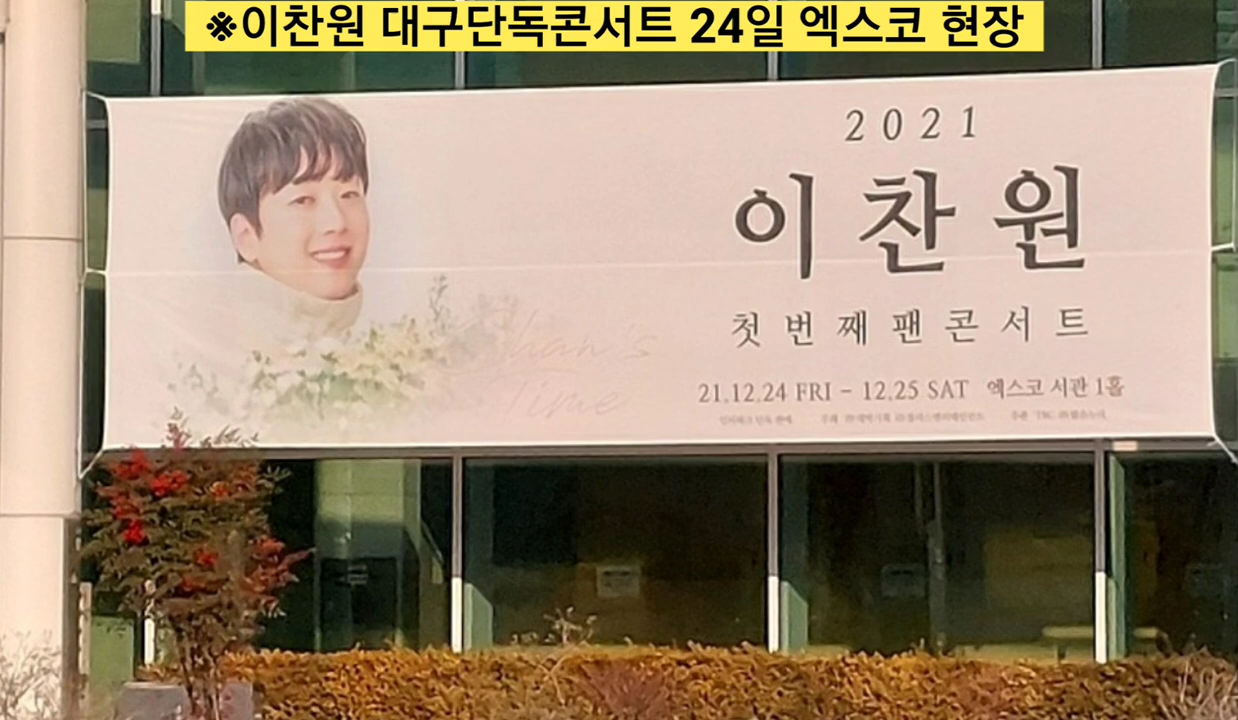 ※이찬원 대구단독콘서트 24일 엑스코 현장
2021
이찬원
첫번째팬콘서트
Chan's
Time
21.12.24 FRI - 12.25 SAT 엑스코 서관 1홀